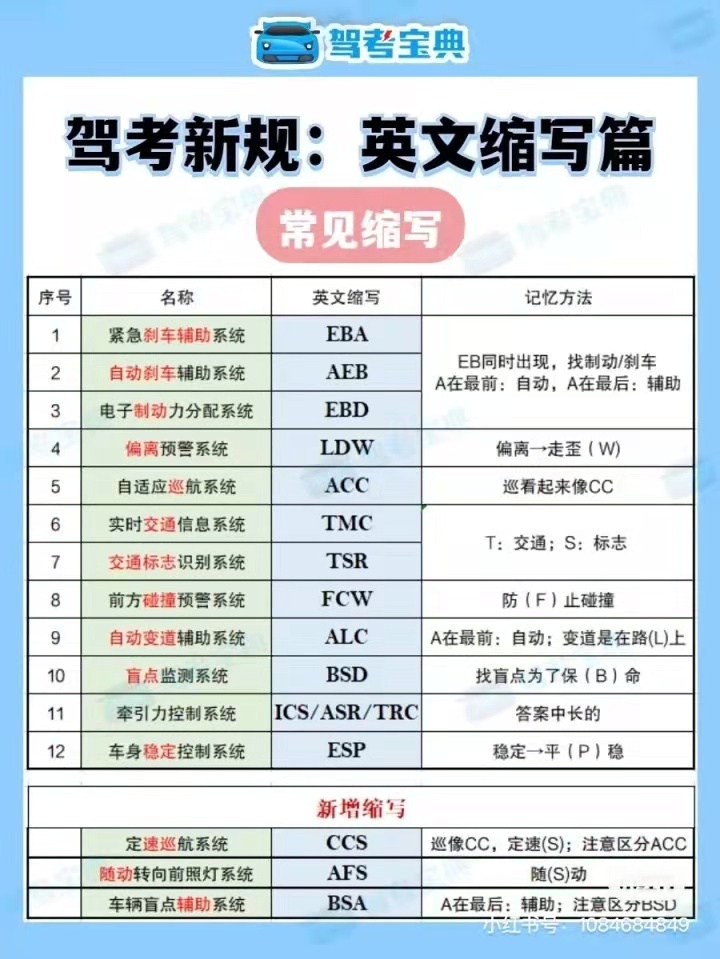 驾考宝典
驾考新规：英文缩写篇
常见缩写
序号 名称 英文缩写 记忆方法
1 紧急刹车辅助系统 EBA
2 自动刹车辅助系统 AEB
3 电子制动力分配系统 EBD
EB同时出现，找制动/刹车
A在最前：自动，A在最后：辅助
4 偏离预警系统 LDW 偏离→走歪（W)
5 自适应巡航系统 ACC 巡看起来像CC
6 实时交通信息系统 TMC
7 交通标志识别系统 TSR
T：交通；S：标志
8 前方碰撞预警系统 FCW 防（F）止碰撞
9 自动变道辅助系统 ALC A在最前：自动；变道是在路(L)上
10 盲点监测系统 BSD 找盲点为了保（B）命
11 牵引力控制系统 ICS/ASR/TRC 答案中长的
12 车身稳定控制系统 ESP 稳定→平（P）稳
新增缩写
定速巡航系统 CCS 巡像CC，定速(S)；注意区分ACC
随动转向前照灯系统 AFS 随(S)动
车辆盲点辅助系统 BSA A在最后：辅助；注意区分BSD
小红书号：1084684849